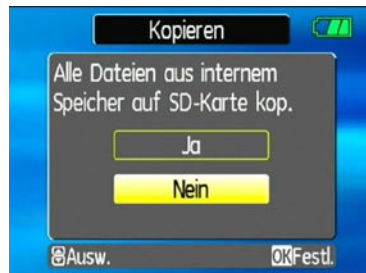 Kopieren
Alle Dateien aus internem
Speicher auf SD-Karte kop.
Ja
Nein
Ausw.
OK Festl.